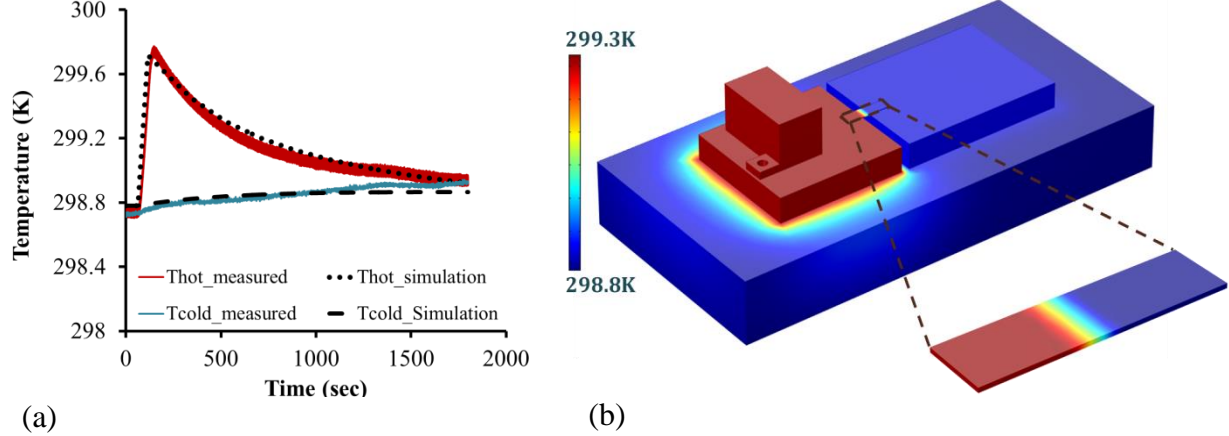 300
299.6
299.2
298.8
298.4
298
0
500
1000
1500
2000
Temperature (K)
Time (sec)
Thot_measured
Thot_simulation
Tcold_measured
Tcold_Simulation
(a)
299.3K
298.8K
(b)